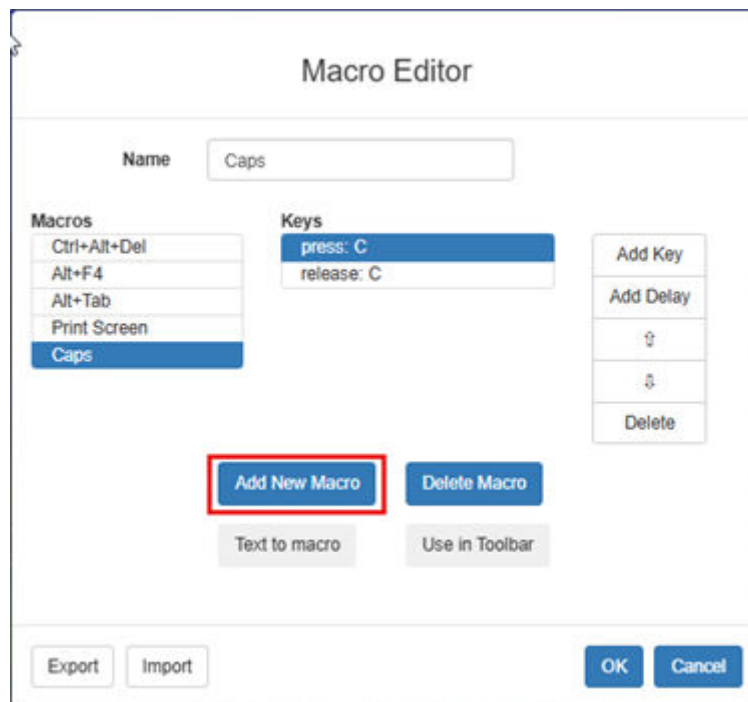 Macro Editor
Name Caps
Macros
Ctrl+Alt+Del
Alt+F4
Alt+Tab
Print Screen
Caps
Keys
press: C
release: C
Add Key
Add Delay
⇧
⇩
Delete
Add New Macro Delete Macro
Text to macro Use in Toolbar
Export Import OK Cancel